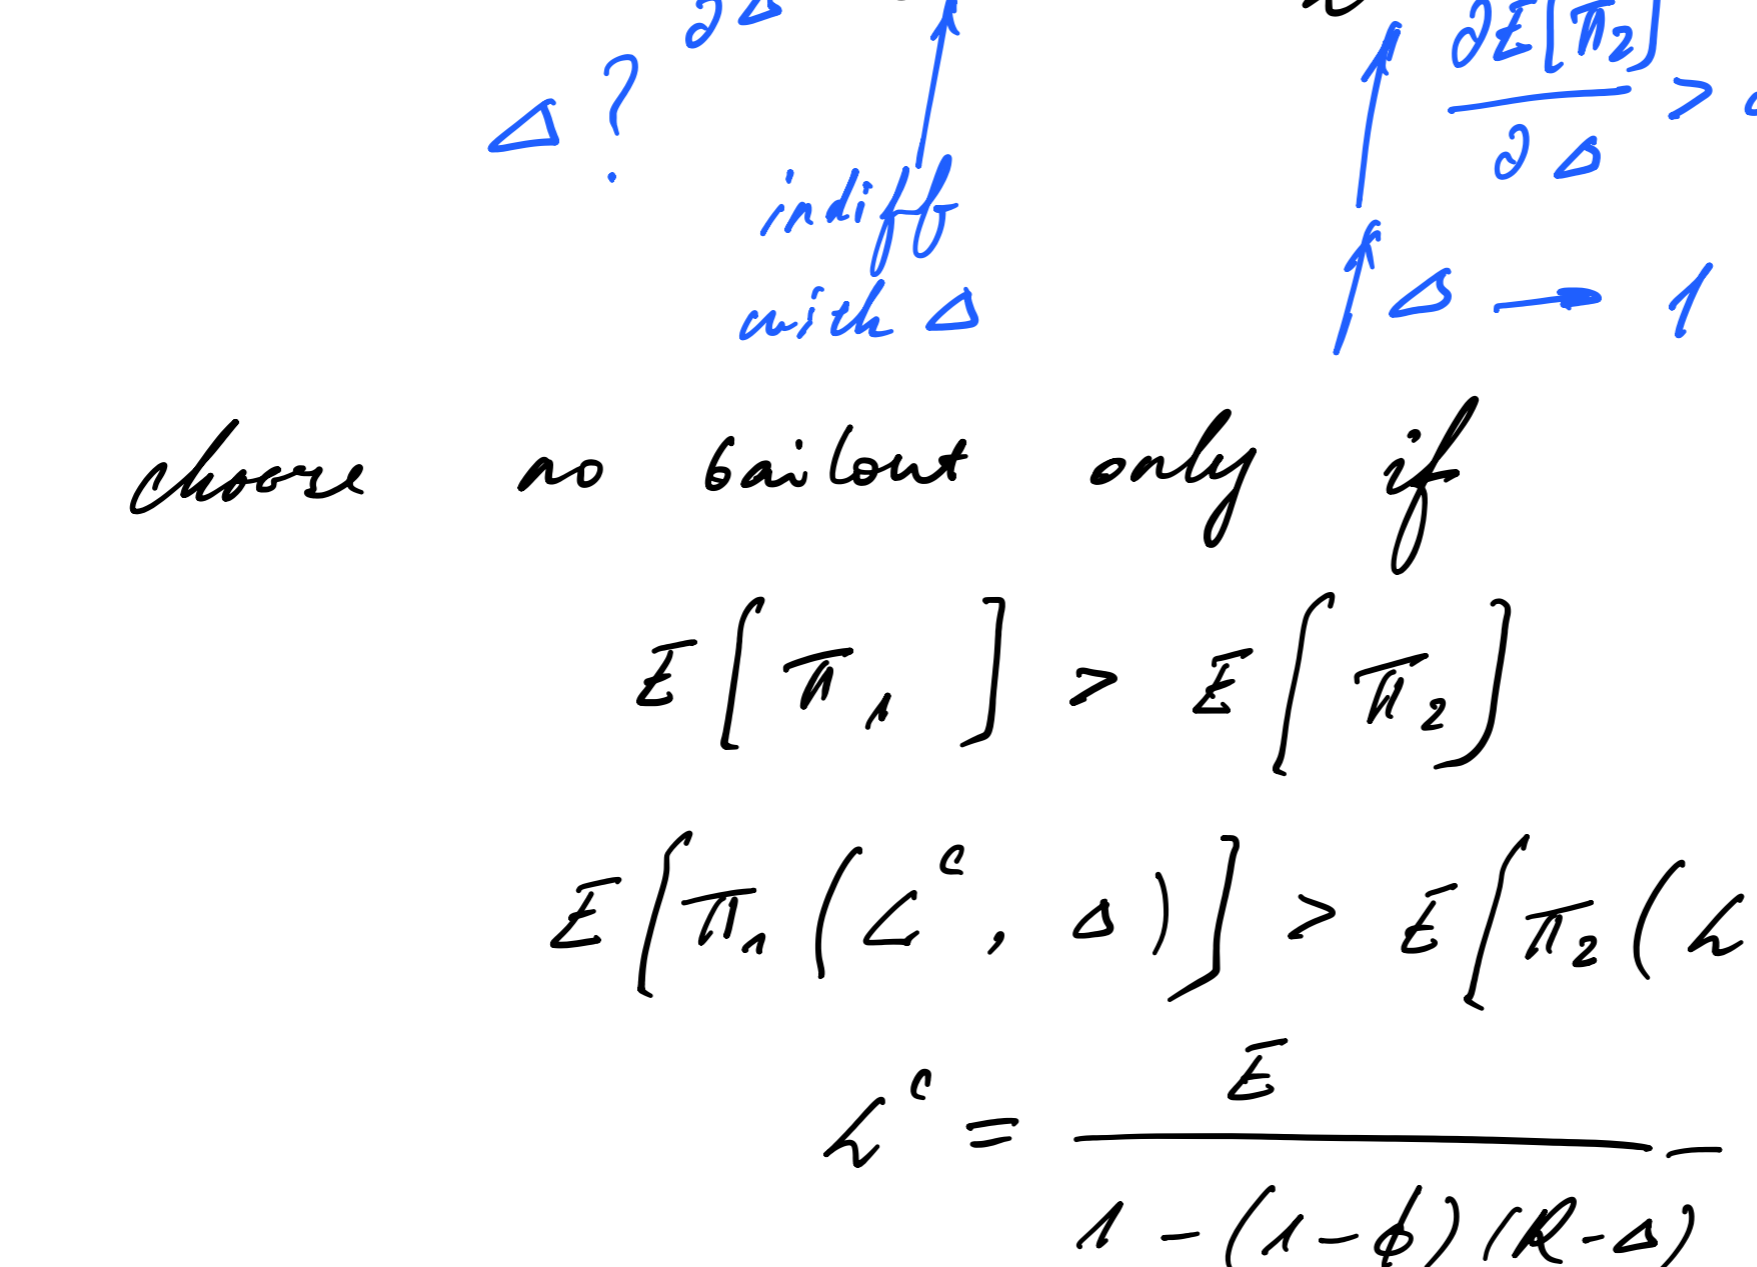 ∂Δ
∂E[π₂]
Δ ?
>
∂Δ
indiff
with Δ
Δ → 1
choose no bailout only if
E[π₁] > E[π₂]
E[π₁(L^c, Δ)] > E[π₂(L
L^c = E
1 - (1-ϕ)(R-Δ)